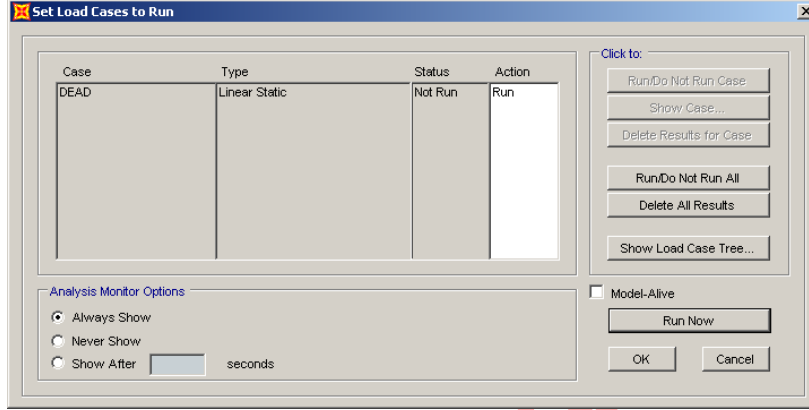 Set Load Cases to Run
Case Type Status Action
DEAD Linear Static Not Run Run
Click to:
Run/Do Not Run Case
Show Case...
Delete Results for Case
Run/Do Not Run All
Delete All Results
Show Load Case Tree...
Analysis Monitor Options
Always Show
Never Show
Show After seconds
Model-Alive
Run Now
OK Cancel